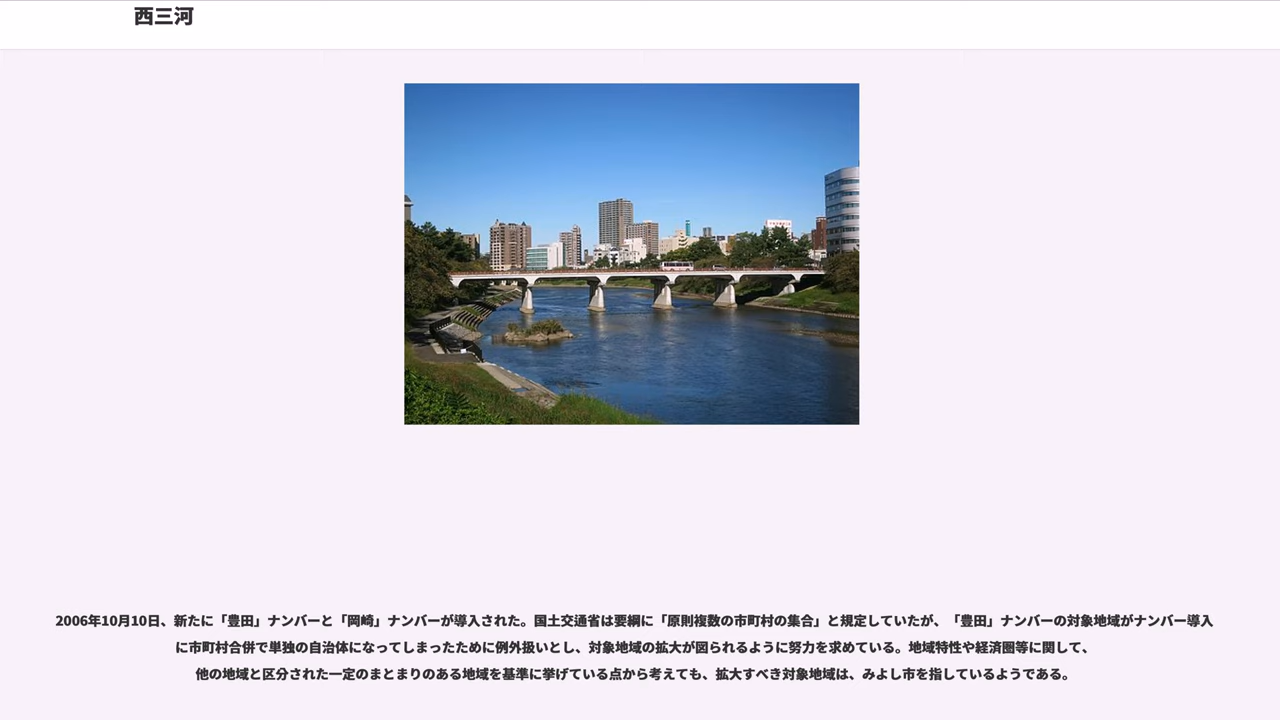 西三河
2006年10月10日、新たに「豊田」ナンバーと「岡崎」ナンバーが導入された。国土交通省は要綱に「原則複数の市町村の集合」と規定していたが、「豊田」ナンバーの対象地域がナンバー導入
に市町村合併で単独の自治体になってしまったために例外扱いとし、対象地域の拡大が図られるように努力を求めている。地域特性や経済圏等に関して、
他の地域と区分された一定のまとまりのある地域を基準に挙げている点から考えても、拡大すべき対象地域は、みよし市を指しているようである。